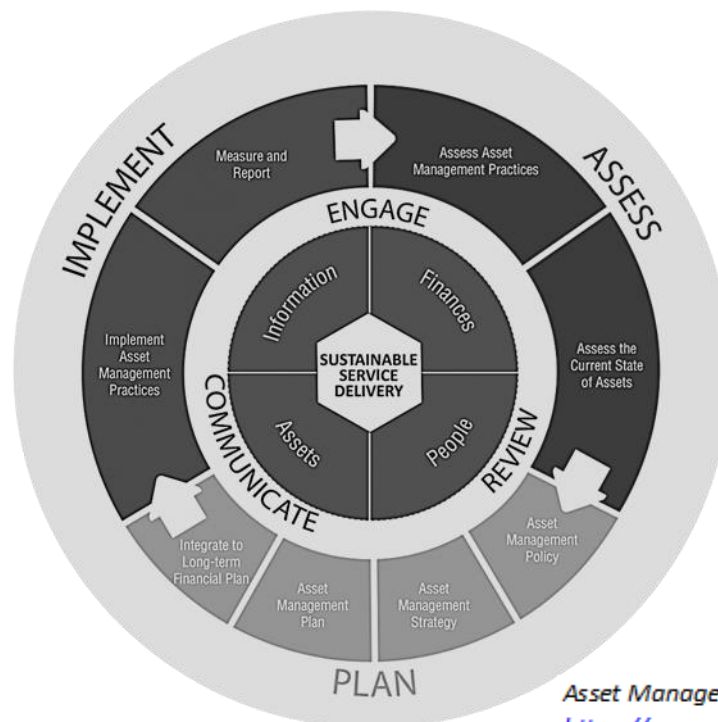 IMPLEMENT
ASSESS
PLAN
Measure and
Report
Assess Asset
Management Practices
Implement
Asset
Management
Practices
Assess the
Current State
of Assets
Integrate to
Long-term
Financial Plan
Asset
Management
Plan
Asset
Management
Strategy
Asset
Management
Policy
ENGAGE
COMMUNICATE
REVIEW
Information
Finances
Assets
People
SUSTAINABLE
SERVICE
DELIVERY
Asset Manage